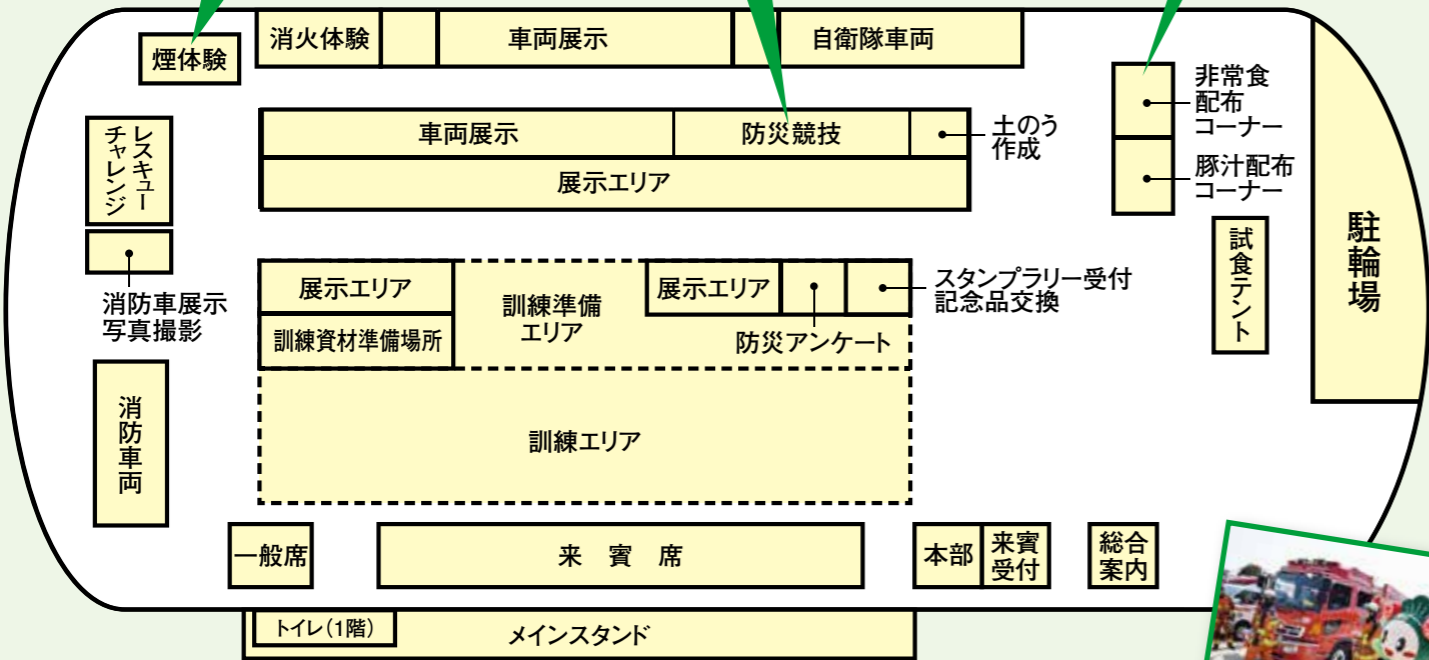 煙体験
消火体験
車両展示
自衛隊車両
車両展示
防災競技
土のう
作成
展示エリア
非常食
配布
コーナー
豚汁配布
コーナー
駐輪場
試食テント
レスキュー
チャレンジ
消防車展示
写真撮影
消防車両
展示エリア
訓練資材準備場所
訓練準備
エリア
展示エリア
防災アンケート
スタンプラリー受付
記念品交換
訓練エリア
一般席
来賓席
本部
来賓
受付
総合
案内
トイレ(1階)
メインスタンド